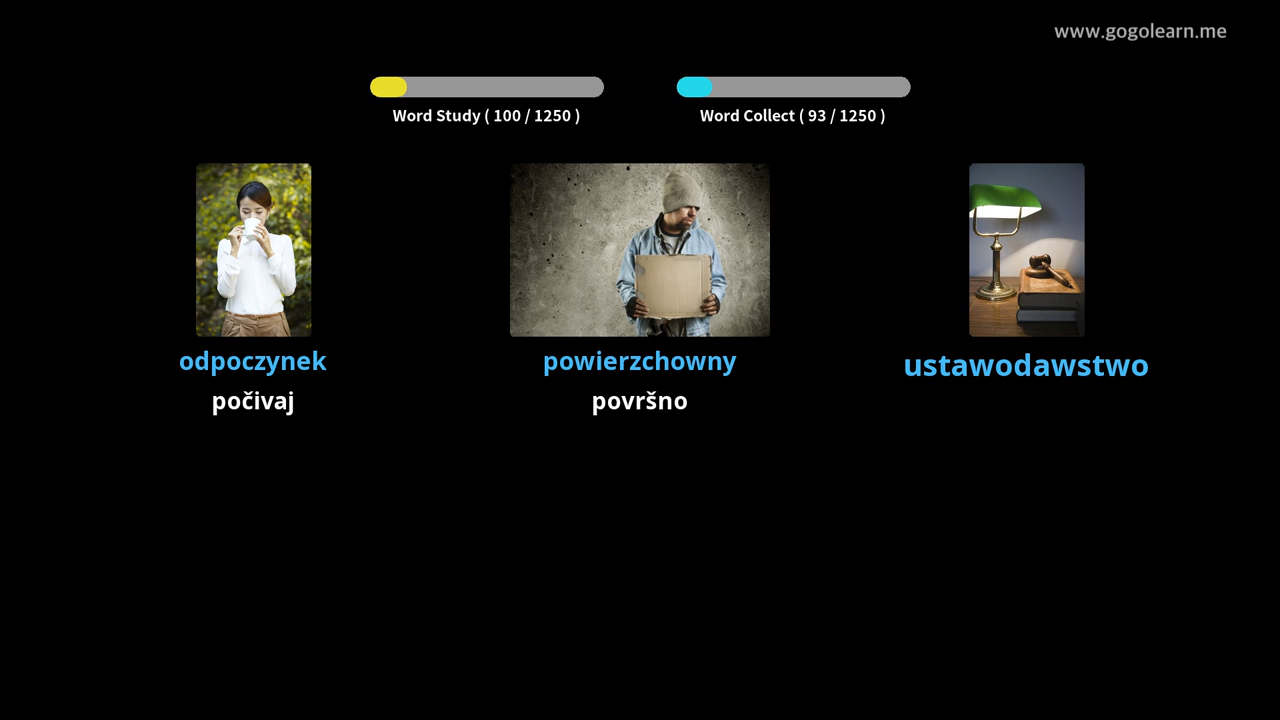 www.gogolearn.me
Word Study ( 100 / 1250 )
Word Collect ( 93 / 1250 )
odpoczynek
počivaj
powierzchowny
površno
ustawodawstwo